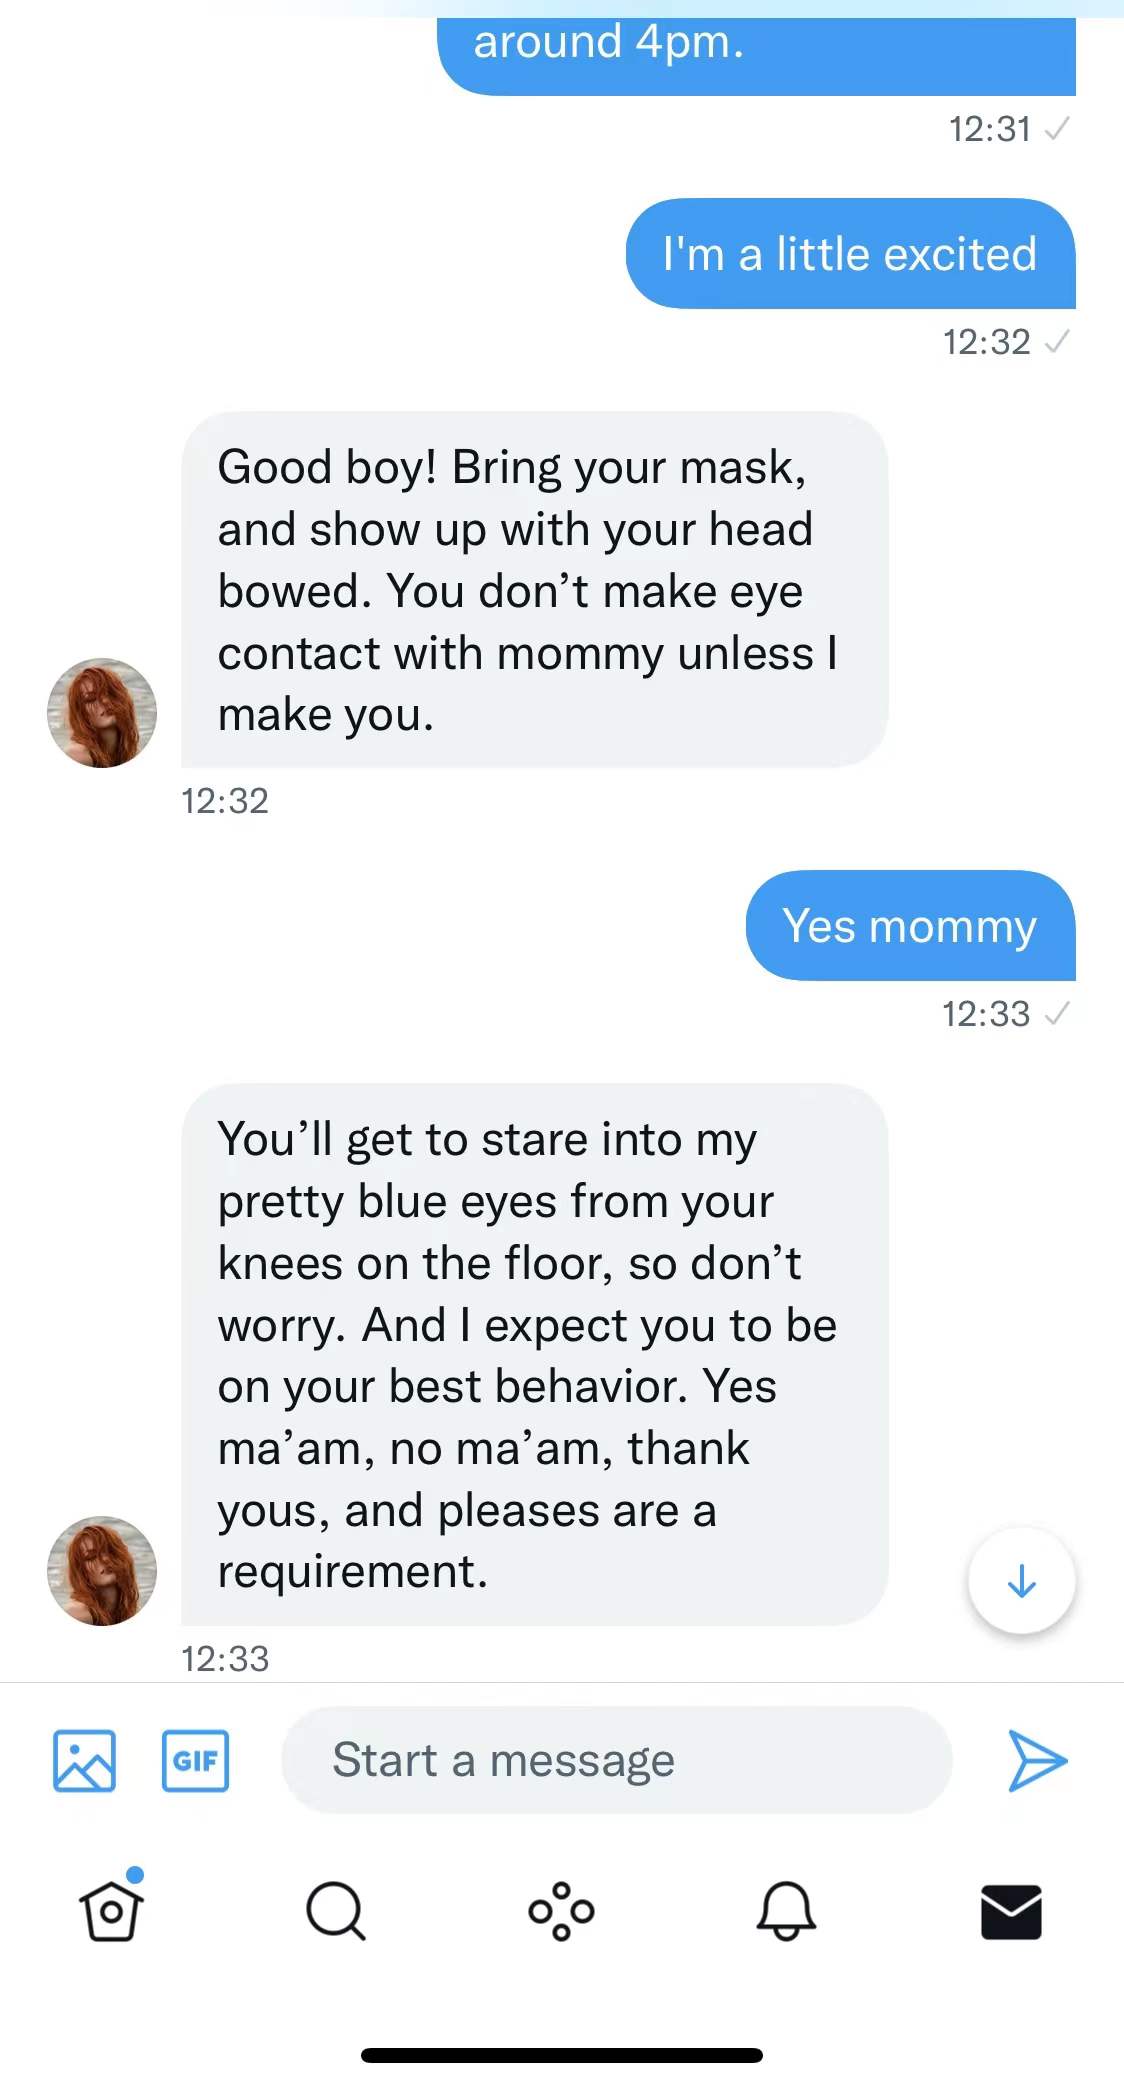 around 4pm.
12:31
I'm a little excited
12:32
Good boy! Bring your mask,
and show up with your head
bowed. You don’t make eye
contact with mommy unless I
make you.
12:32
Yes mommy
12:33
You’ll get to stare into my
pretty blue eyes from your
knees on the floor, so don’t
worry. And I expect you to be
on your best behavior. Yes
ma’am, no ma’am, thank
yous, and pleases are a
requirement.
12:33
GIF
Start a message